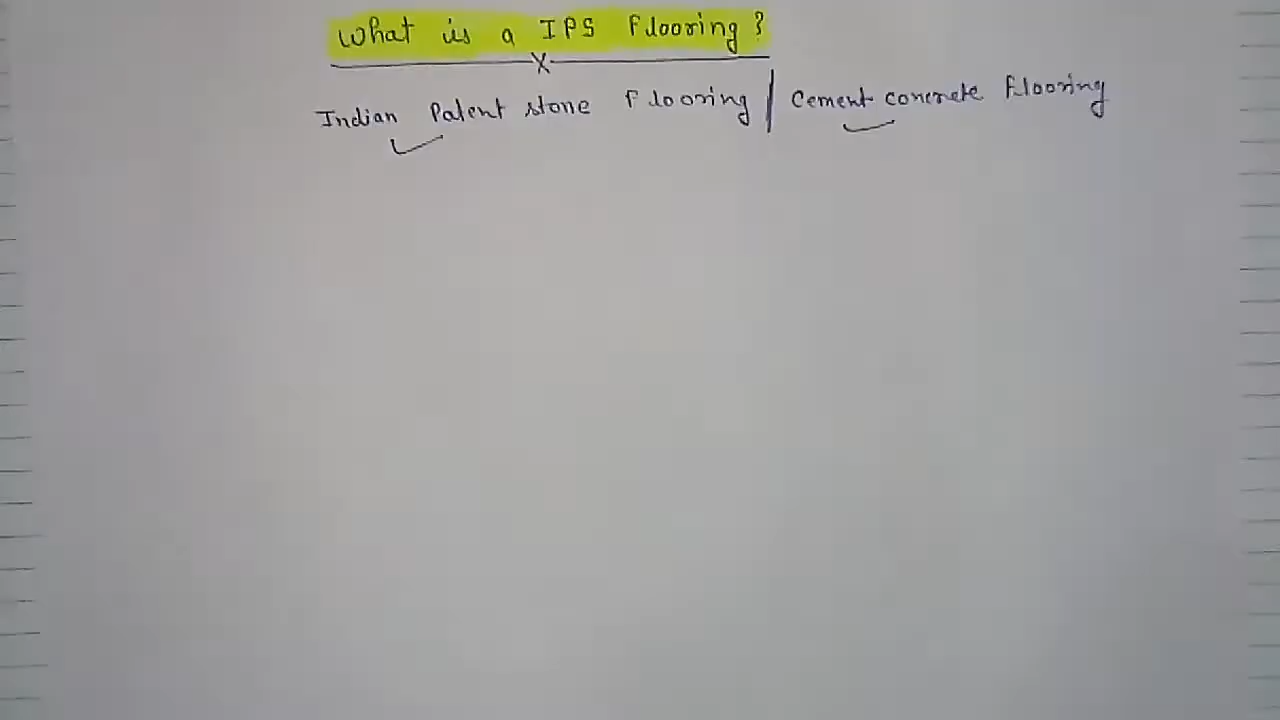 What is a IPS Flooring?
Indian Patent stone Flooring / Cement concrete Flooring